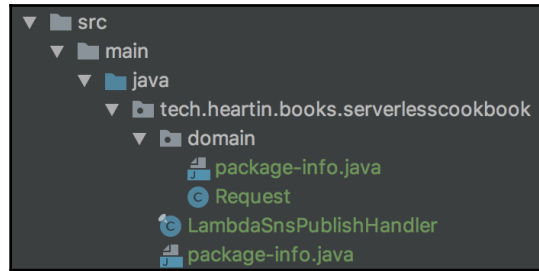 src
main
java
tech.heartin.books.serverlesscookbook
domain
package-info.java
Request
LambdaSnsPublishHandler
package-info.java